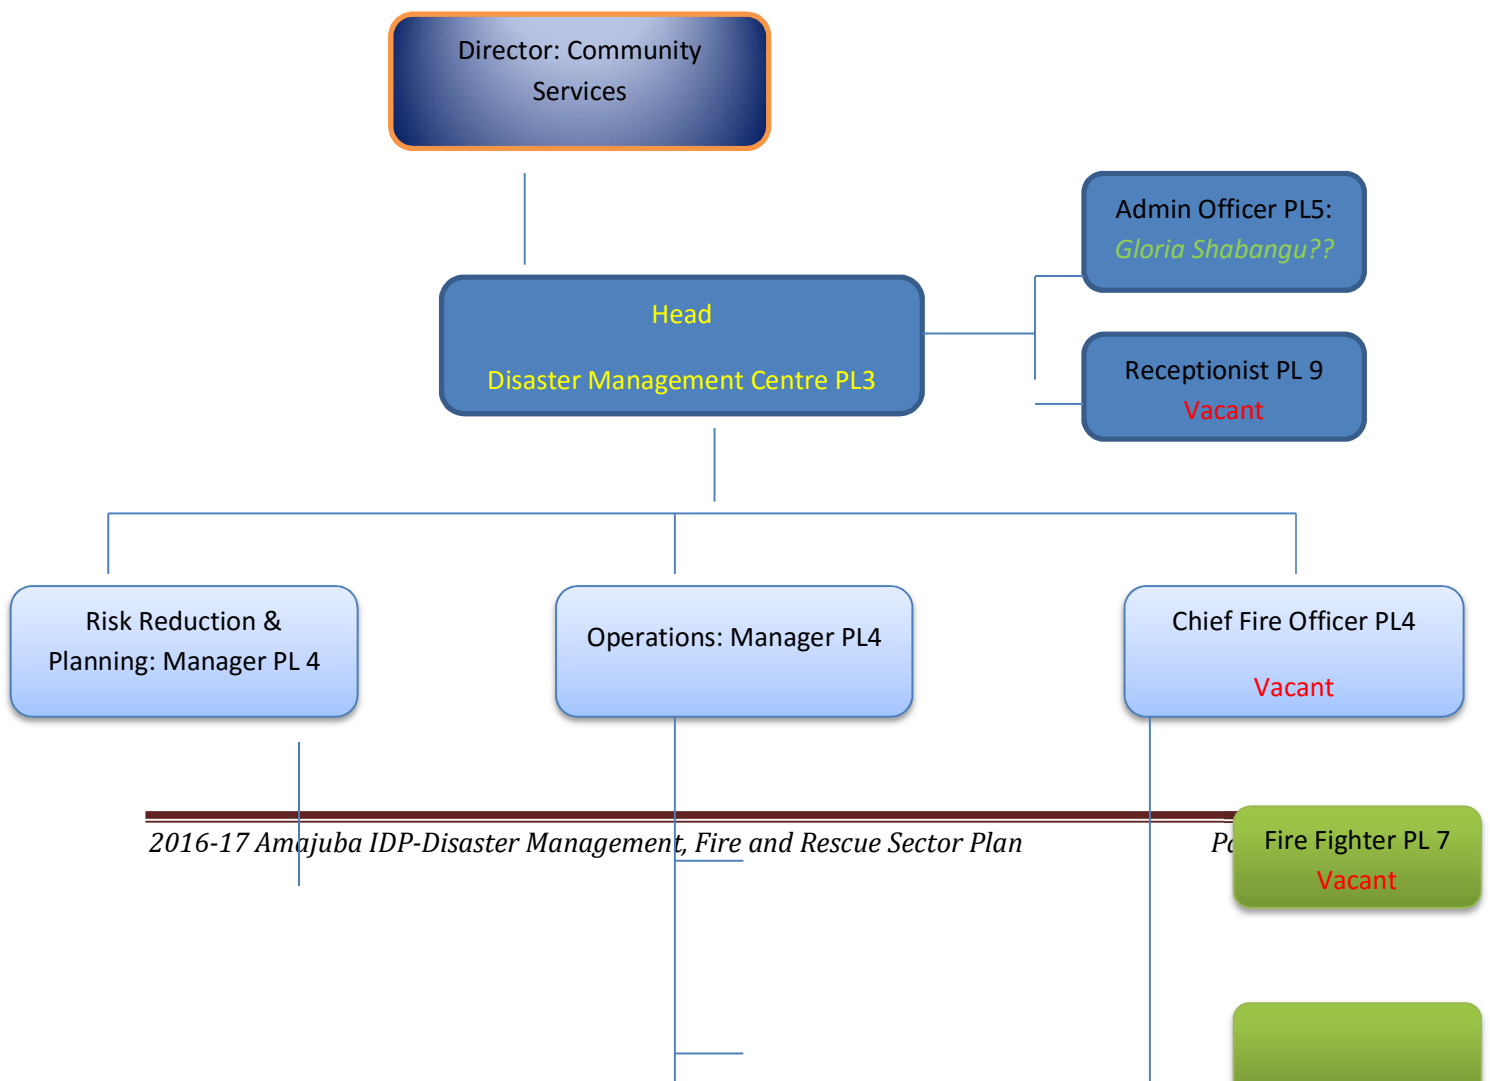 Director: Community
Services
Admin Officer PL5:
Gloria Shabangu??
Head
Disaster Management Centre PL3
Receptionist PL 9
Vacant
Risk Reduction &
Planning: Manager PL 4
Operations: Manager PL4
Chief Fire Officer PL4
Vacant
2016-17 Amajuba IDP-Disaster Management, Fire and Rescue Sector Plan
Fire Fighter PL 7
Vacant